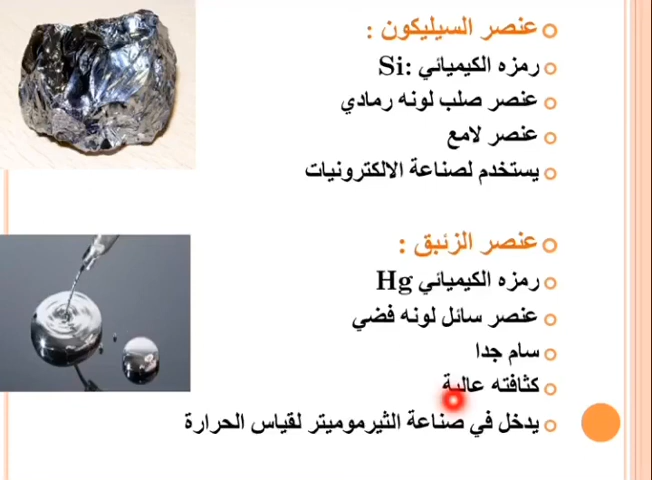 عنصر السيليكون :
رمزه الكيميائي :Si
عنصر صلب لونه رمادي
عنصر لامع
يستخدم لصناعة الالكترونيات
عنصر الزئبق :
رمزه الكيميائي Hg
عنصر سائل لونه فضي
سام جدا
كثافته عالية
يدخل في صناعة الثيرموميتر لقياس الحرارة